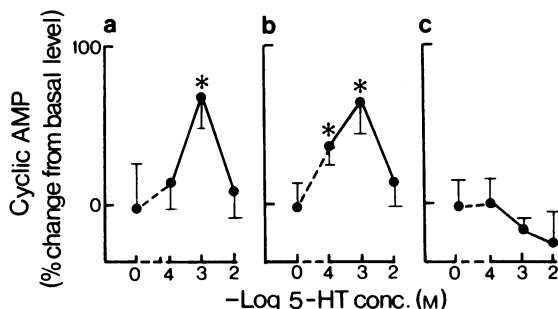 a b c
100
* * *
0
Cyclic AMP
(% change from basal level)
0 4 3 2 0 4 3 2 0 4 3 2
−Log 5-HT conc. (M)